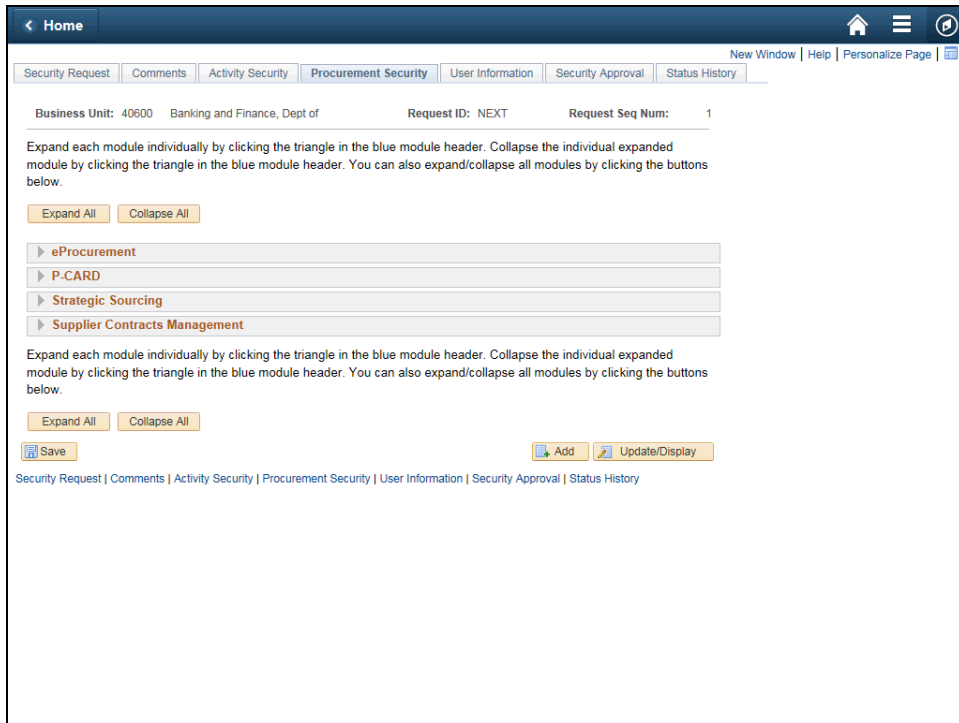 Home
New Window | Help | Personalize Page |
Security Request Comments Activity Security Procurement Security User Information Security Approval Status History
Business Unit: 40600 Banking and Finance, Dept of Request ID: NEXT Request Seq Num: 1
Expand each module individually by clicking the triangle in the blue module header. Collapse the individual expanded
module by clicking the triangle in the blue module header. You can also expand/collapse all modules by clicking the buttons
below.
Expand All Collapse All
eProcurement
P-CARD
Strategic Sourcing
Supplier Contracts Management
Expand each module individually by clicking the triangle in the blue module header. Collapse the individual expanded
module by clicking the triangle in the blue module header. You can also expand/collapse all modules by clicking the buttons
below.
Expand All Collapse All
Save Add Update/Display
Security Request | Comments | Activity Security | Procurement Security | User Information | Security Approval | Status History